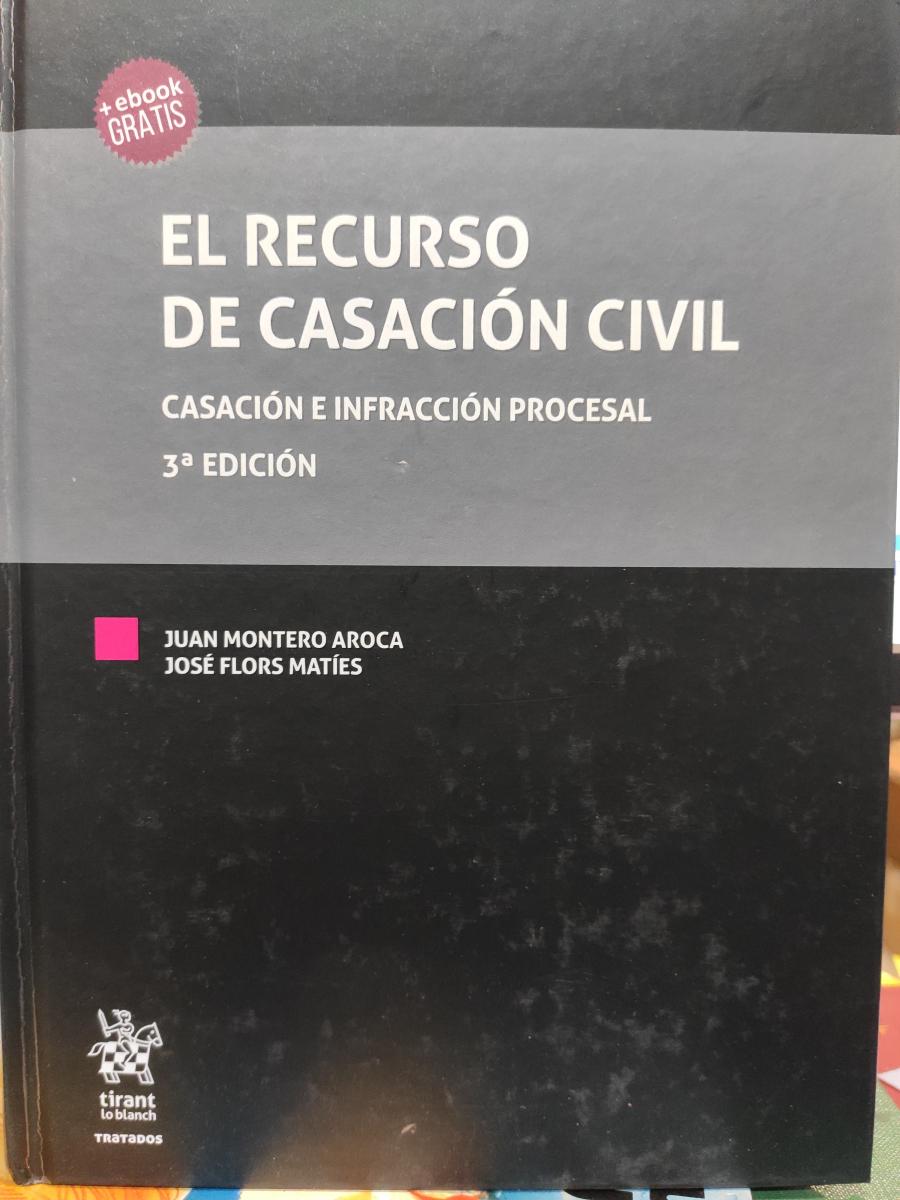 + ebook
GRATIS
EL RECURSO
DE CASACIÓN CIVIL
CASACIÓN E INFRACCIÓN PROCESAL
3ª EDICIÓN
JUAN MONTERO AROCA
JOSÉ FLORS MATÍES
tirant
lo blanch
TRATADOS